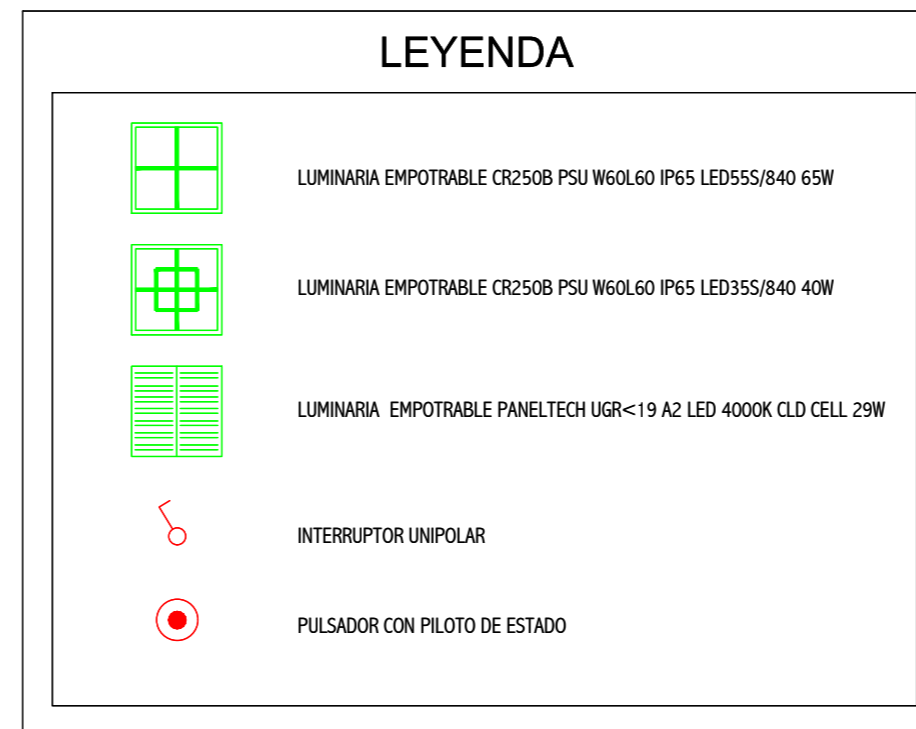 LEYENDA
LUMINARIA EMPOTRABLE CR250B PSU W60L60 IP65 LED55S/840 65W
LUMINARIA EMPOTRABLE CR250B PSU W60L60 IP65 LED35S/840 40W
LUMINARIA EMPOTRABLE PANELTECH UGR<19 A2 LED 4000K CLD CELL 29W
INTERRUPTOR UNIPOLAR
PULSADOR CON PILOTO DE ESTADO